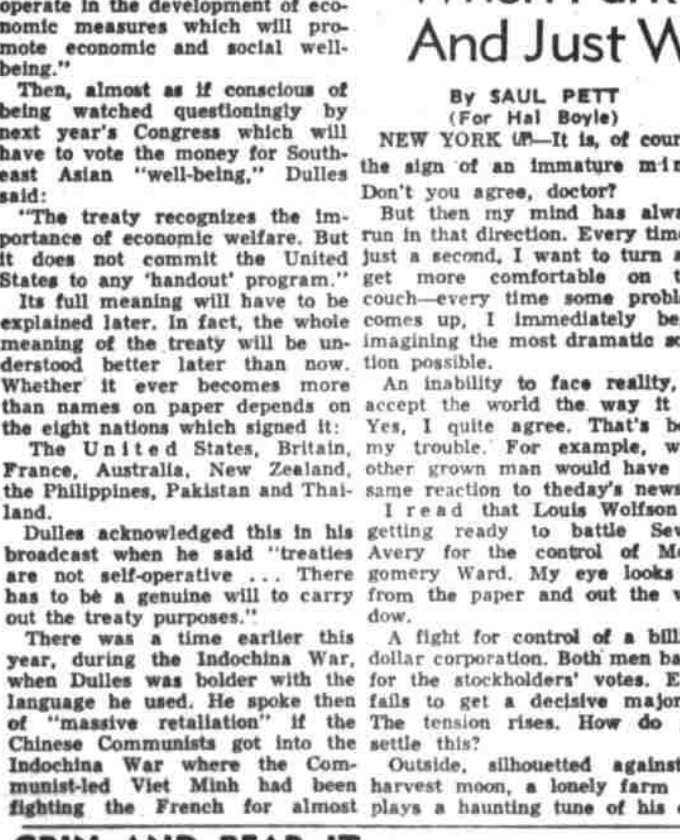 operate in the development of eco-
nomic measures which will pro-
mote economic and social well-
being."
Then, almost as if conscious of
being watched questioningly by
next year's Congress which will
have to vote the money for South-
east Asian "well-being," Dulles
said:
"The treaty recognizes the im-
portance of economic welfare. But
it does not commit the United
States to any 'handout' program."
Its full meaning will have to be
explained later. In fact, the whole
meaning of the treaty will be un-
derstood better later than now.
Whether it ever becomes more
than names on paper depends on
the eight nations which signed it:
The United States, Britain,
France, Australia, New Zealand,
the Philippines, Pakistan and Thai-
land.
Dulles acknowledged this in his
broadcast when he said "treaties
are not self-operative ... There
has to be a genuine will to carry
out the treaty purposes."
There was a time earlier this
year, during the Indochina War,
when Dulles was bolder with the
language he used. He spoke then
of "massive retaliation" if the
Chinese Communists got into the
Indochina War where the Com-
munist-led Viet Minh had been
fighting the French for almost
And Just W
By SAUL PETT
(For Hal Boyle)
NEW YORK (AP)—It is, of cour
the sign of an immature min
Don't you agree, doctor?
But then my mind has alwa
run in that direction. Every time
just a second, I want to turn a
get more comfortable on t
couch—every time some probl
comes up, I immediately be
imagining the most dramatic so
tion possible.
An inability to face reality,
accept the world the way it
Yes, I quite agree. That's be
my trouble. For example, w
other grown man would have
same reaction to theday's news
I read that Louis Wolfson
getting ready to battle Sew
Avery for the control of Mo
gomery Ward. My eye looks
from the paper and out the w
dow.
A fight for control of a billi
dollar corporation. Both men ba
for the stockholders' votes. E
fails to get a decisive major
The tension rises. How do
settle this?
Outside, silhouetted against
harvest moon, a lonely farm
plays a haunting tune of his